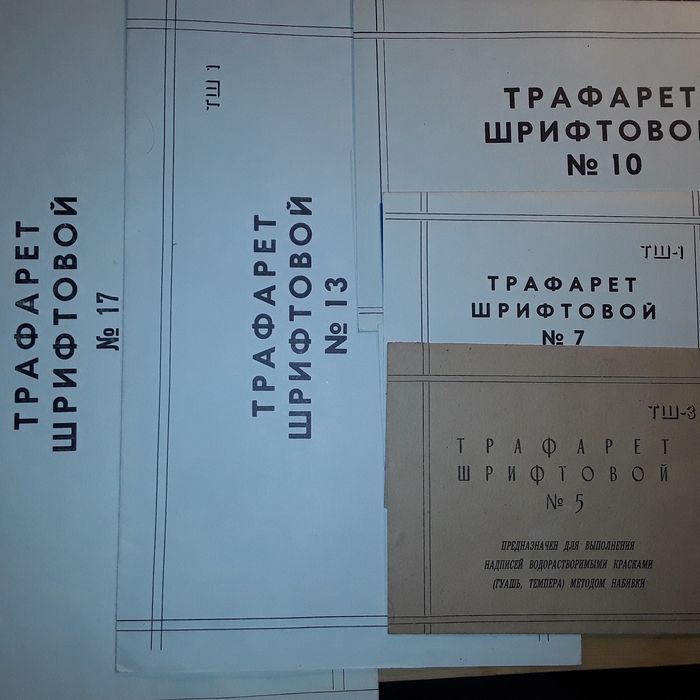 ТРАФАРЕТ
ШРИФТОВОЙ
№ 17
ТШ 1
ТРАФАРЕТ
ШРИФТОВОЙ
№ 13
ТРАФАРЕТ
ШРИФТОВОЙ
№ 10
ТШ-1
ТРАФАРЕТ
ШРИФТОВОЙ
№ 7
ТШ-3
ТРАФАРЕТ
ШРИФТОВОЙ
№ 5
ПРЕДНАЗНАЧЕН ДЛЯ ВЫПОЛНЕНИЯ
НАДПИСЕЙ ВОДОРАСТВОРИМЫМИ КРАСКАМИ
(ГУАШЬ, ТЕМПЕРА) МЕТОДОМ НАБИВКИ